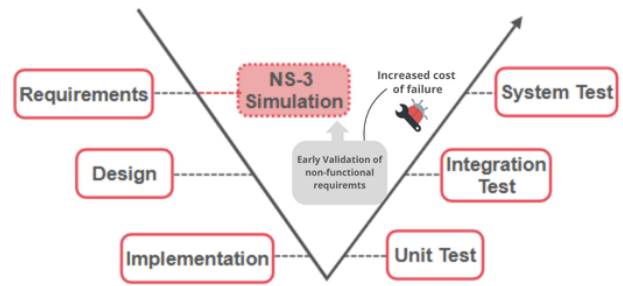 NS-3
Simulation
Increased cost
of failure
Requirements
System Test
Early Validation of
non-functional
requiremts
Design
Integration
Test
Implementation
Unit Test